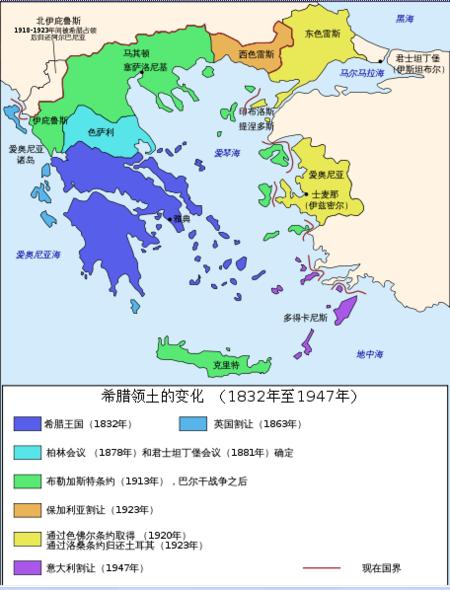 北伊庇鲁斯
1918-1923年间被希腊占领
后归还阿尔巴尼亚
黑海
东色雷斯
马其顿
西色雷斯
君士坦丁堡
（伊斯坦布尔）
塞萨洛尼基
马尔马拉海
伊庇鲁斯
印布洛斯
提涅多斯
色萨利
爱奥尼亚
诸岛
爱琴海
爱奥尼亚
士麦那
（伊兹密尔）
雅典
爱奥尼亚海
多得卡尼斯
地中海
克里特
希腊领土的变化 （1832年至1947年）
希腊王国（1832年）
英国割让（1863年）
柏林会议 （1878年）和君士坦丁堡会议（1881年）确定
布勒加斯特条约（1913年）﹐巴尔干战争之后
保加利亚割让（1923年）
通过色佛尔条约取得 （1920年）
通过洛桑条约归还土耳其（1923年）
意大利割让（1947年）
现在国界